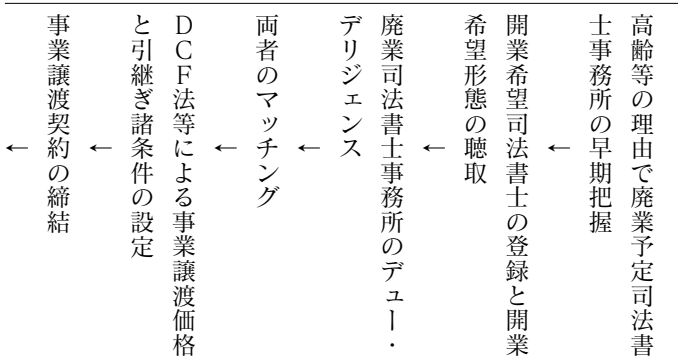 高齢等の理由で廃業予定司法書
士事務所の早期把握
←
開業希望司法書士の登録と開業
希望形態の聴取
←
廃業司法書士事務所のデュー・
デリジェンス
←
両者のマッチング
←
DCF法等による事業譲渡価格
と引継ぎ諸条件の設定
←
事業譲渡契約の締結
←